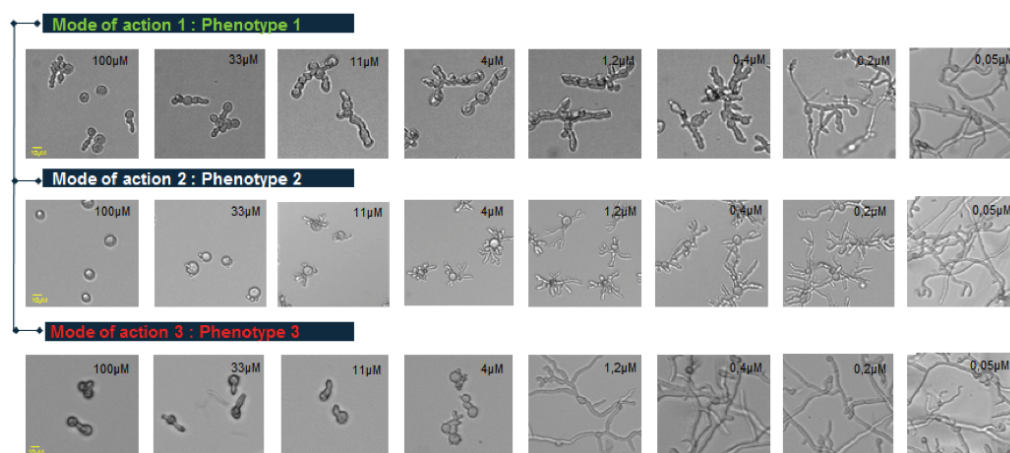 Mode of action 1 : Phenotype 1
100µM 33µM 11µM 4µM 1,2µM 0,4µM 0,2µM 0,05µM
10µM
Mode of action 2 : Phenotype 2
100µM 33µM 11µM 4µM 1,2µM 0,4µM 0,2µM 0,05µM
10µM
Mode of action 3 : Phenotype 3
100µM 33µM 11µM 4µM 1,2µM 0,4µM 0,2µM 0,05µM